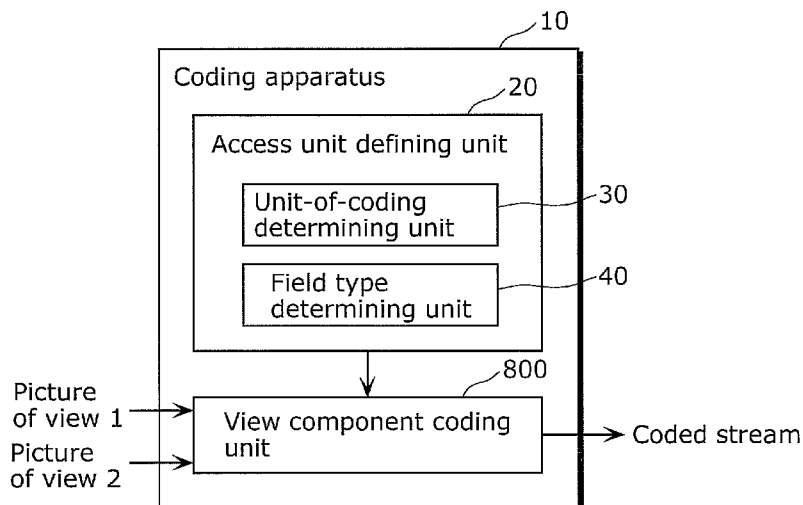 10
Coding apparatus
20
Access unit defining unit
Unit-of-coding
determining unit
30
Field type
determining unit
40
800
Picture
of view 1
View component coding
unit
Coded stream
Picture
of view 2